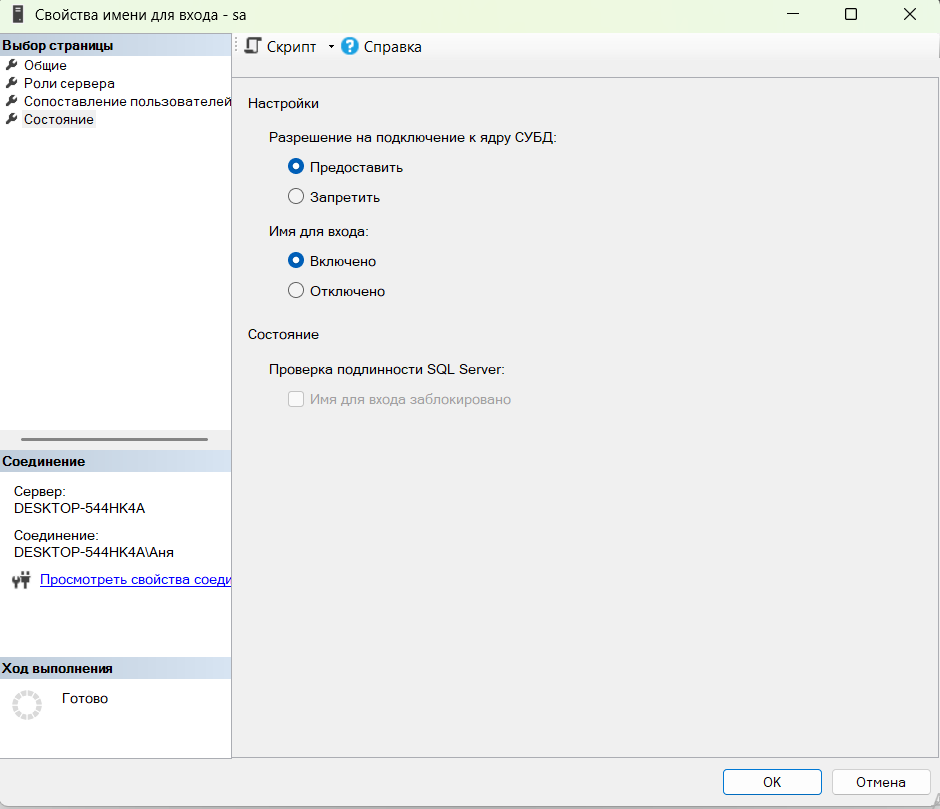 Свойства имени для входа - sa
Выбор страницы
Общие
Роли сервера
Сопоставление пользователей
Состояние
Скрипт
Справка
Настройки
Разрешение на подключение к ядру СУБД:
Предоставить
Запретить
Имя для входа:
Включено
Отключено
Состояние
Проверка подлинности SQL Server:
Имя для входа заблокировано
Соединение
Сервер:
DESKTOP-544HK4A
Соединение:
DESKTOP-544HK4A\Аня
Просмотреть свойства соеди
Ход выполнения
Готово
OK
Отмена